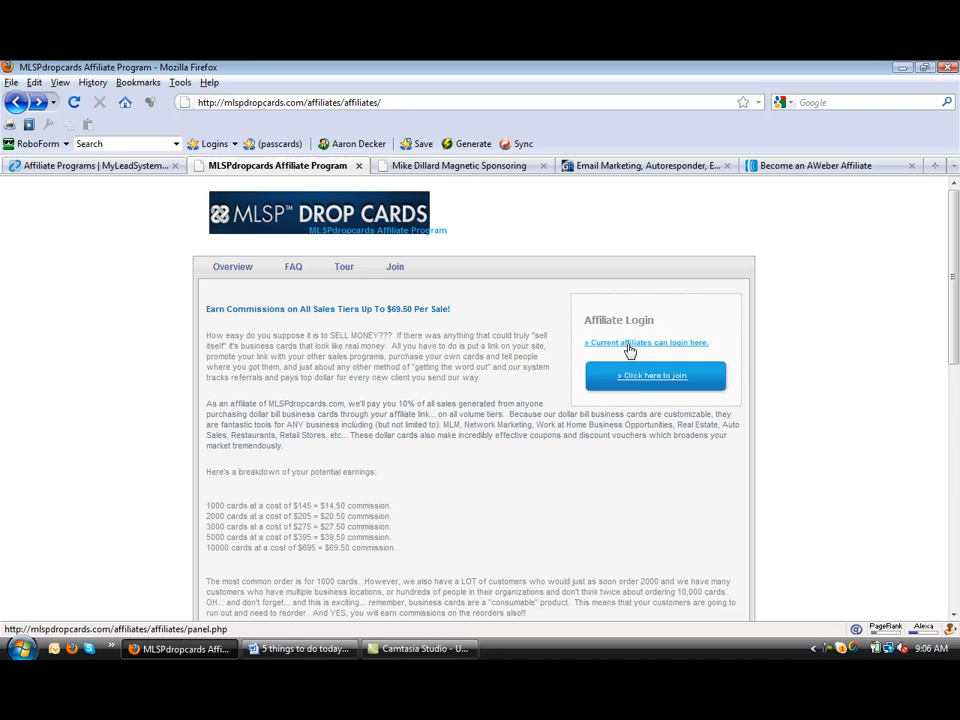 MLSPdropcards Affiliate Program - Mozilla Firefox
File Edit View History Bookmarks Tools Help
http://mlspdropcards.com/affiliates/affiliates/
Google
RoboForm Search Logins (passcards) Aaron Decker Save Generate Sync
Affiliate Programs | MyLeadSystem...
MLSPdropcards Affiliate Program
Mike Dillard Magnetic Sponsoring
Email Marketing, Autoresponder, E...
Become an AWeber Affiliate
MLSP™ DROP CARDS
MLSPdropcards Affiliate Program
Overview FAQ Tour Join
Earn Commissions on All Sales Tiers Up To $69.50 Per Sale!
Affiliate Login
» Current affiliates can login here.
» Click here to join
How easy do you suppose it is to SELL MONEY??? If there was anything that could truly "sell
itself" it's business cards that look like real money. All you have to do is put a link on your site,
promote your link with your other sales programs, purchase your own cards and tell people
where you got them, and just about any other method of "getting the word out" and our system
tracks referrals and pays top dollar for every new client you send our way.
As an affiliate of MLSPdropcards.com, we'll pay you 10% of all sales generated from anyone
purchasing dollar bill business cards through your affiliate link... on all volume tiers. Because our dollar bill business cards are customizable, they
are fantastic tools for ANY business including (but not limited to): MLM, Network Marketing, Work at Home Business Opportunities, Real Estate, Auto
Sales, Restaurants, Retail Stores, etc... These dollar cards also make incredibly effective coupons and discount vouchers which broadens your
market tremendously.
Here's a breakdown of your potential earnings:
1000 cards at a cost of $145 = $14.50 commission.
2000 cards at a cost of $205 = $20.50 commission.
3000 cards at a cost of $275 = $27.50 commission.
5000 cards at a cost of $395 = $39.50 commission.
10000 cards at a cost of $695 = $69.50 commission.
The most common order is for 1000 cards. However, we also have a LOT of customers who would just as soon order 2000 and we have many
customers who have multiple business locations, or hundreds of people in their organizations and don't think twice about ordering 10,000 cards.
OH... and don't forget... and this is exciting... remember, business cards are a "consumable" product. This means that your customers are going to
run out and need to reorder. And YES, you will earn commissions on the reorders also!!
http://mlspdropcards.com/affiliates/affiliates/panel.php
PageRank Alexa
MLSPdropcards Affi...
5 things to do today...
Camtasia Studio - U...
9:06 AM